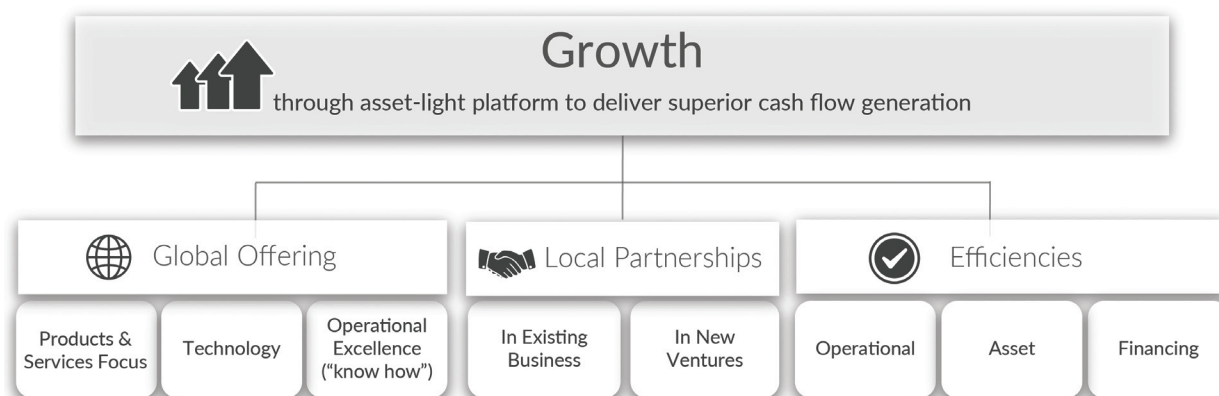 Growth
through asset-light platform to deliver superior cash flow generation
Global Offering
Local Partnerships
Efficiencies
Products &
Services Focus
Technology
Operational
Excellence
(“know how”)
In Existing
Business
In New
Ventures
Operational
Asset
Financing